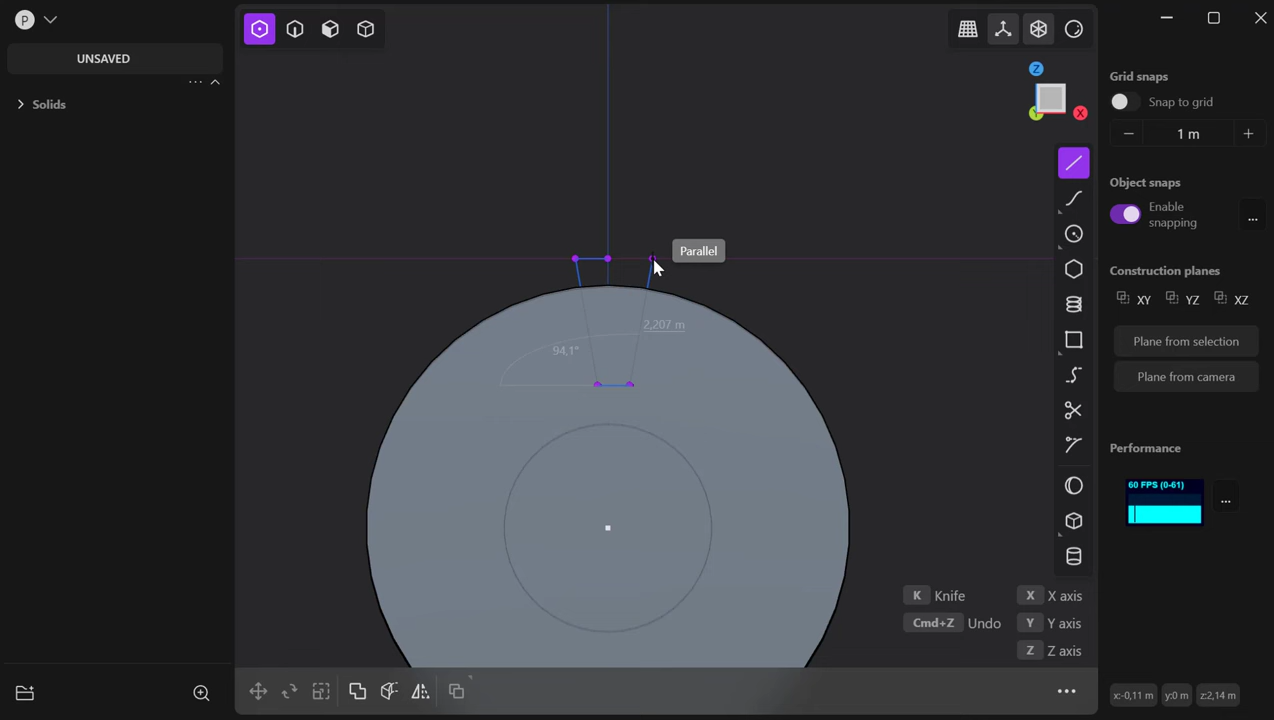 P
UNSAVED
Solids
Z
Y
X
Parallel
2,207 m
94,1°
K Knife
X X axis
Cmd+Z Undo
Y Y axis
Z Z axis
Grid snaps
Snap to grid
− 1 m +
Object snaps
Enable
snapping
...
Construction planes
XY YZ XZ
Plane from selection
Plane from camera
Performance
60 FPS (0-61)
...
x:-0,11 m y:0 m z:2,14 m